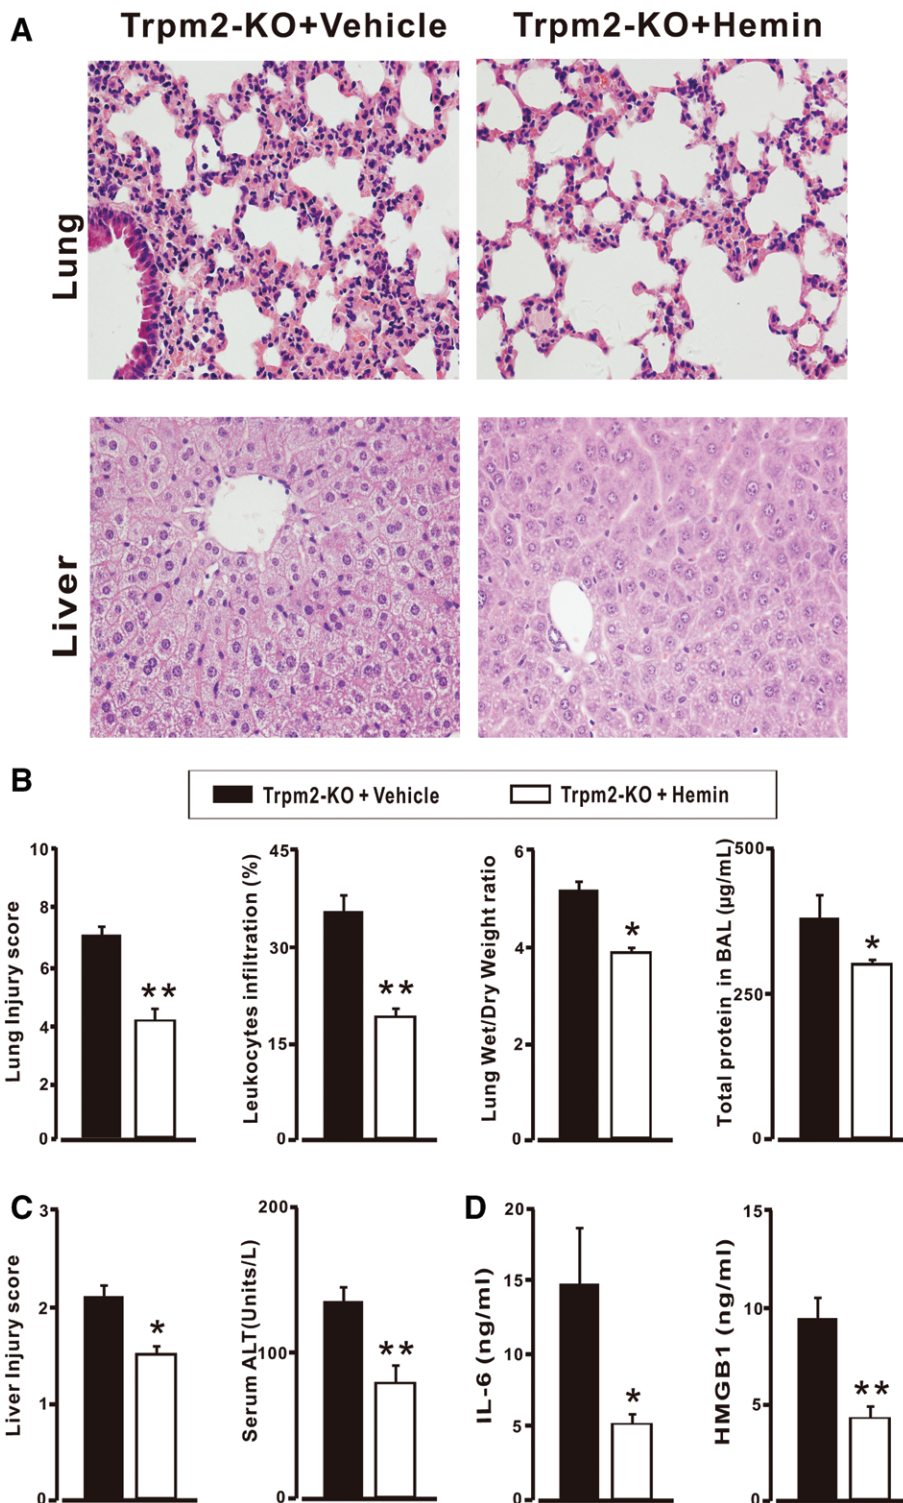 A
Trpm2-KO+Vehicle
Trpm2-KO+Hemin
Lung
Liver
B
Trpm2-KO + Vehicle
Trpm2-KO + Hemin
Lung Injury score
10
8
6
4
2
0
**
Leukocytes infiltration (%)
45
30
15
0
**
Lung Wet/Dry Weight ratio
6
4
2
0
*
Total protein in BAL (µg/mL)
500
250
0
*
C
Liver Injury score
3
2
1
0
*
Serum ALT(Units/L)
200
100
0
**
D
IL-6 (ng/ml)
20
15
10
5
0
*
HMGB1 (ng/ml)
15
10
5
0
**